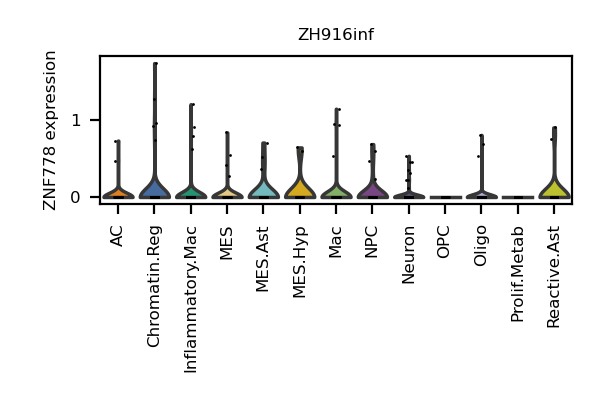 ZH916inf
ZNF778 expression
1
0
AC
Chromatin.Reg
Inflammatory.Mac
MES
MES.Ast
MES.Hyp
Mac
NPC
Neuron
OPC
Oligo
Prolif.Metab
Reactive.Ast